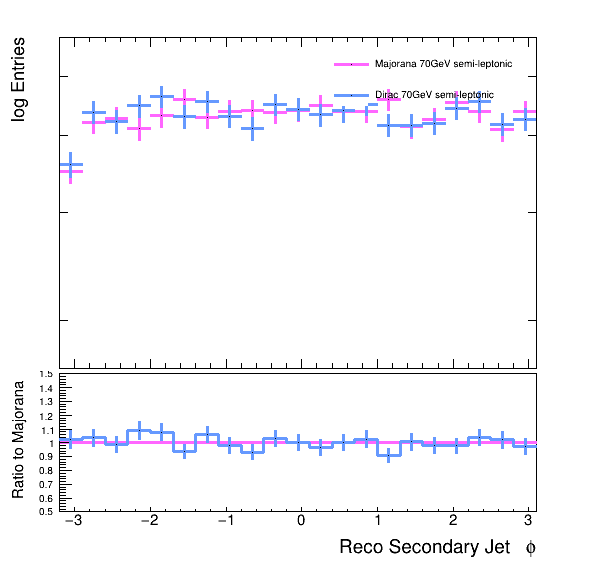 log Entries
Majorana 70GeV semi-leptonic
Dirac 70GeV semi-leptonic
Ratio to Majorana
1.5
1.4
1.3
1.2
1.1
1
0.9
0.8
0.7
0.6
0.5
−3 −2 −1 0 1 2 3
Reco Secondary Jet ϕ